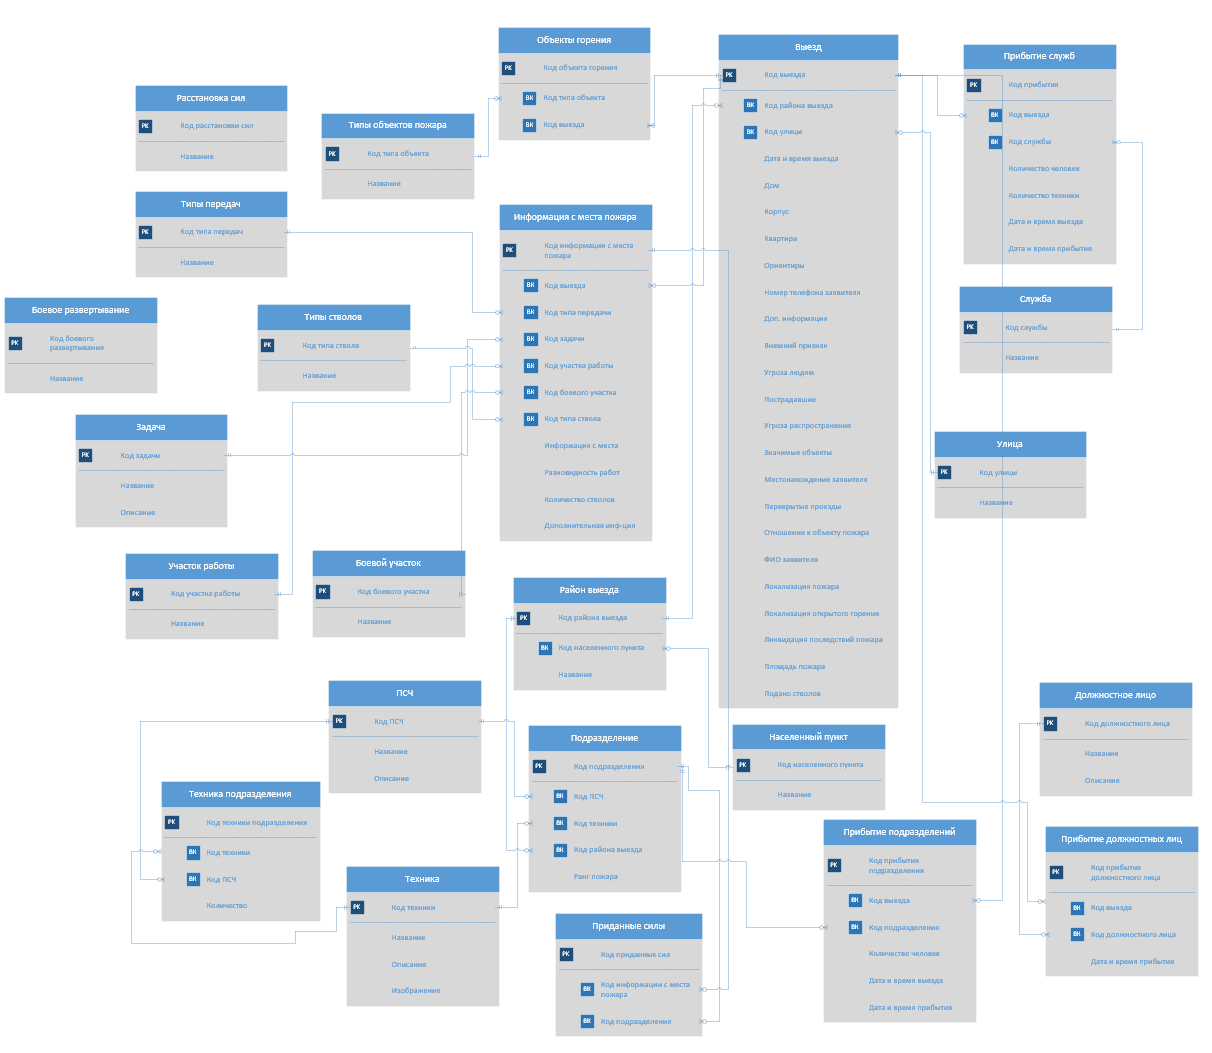 Объекты горения
PK Код объекта горения
ВК Код типа объекта
ВК Код выезда
Выезд
PK Код выезда
ВК Код района выезда
ВК Код улицы
Дата и время выезда
Дом
Корпус
Квартира
Ориентиры
Номер телефона заявителя
Доп. информация
Внешний признак
Угроза людям
Пострадавшие
Угроза распространения
Значимые объекты
Местонахождение заявителя
Перекрытые проезды
Отношение к объекту пожара
ФИО заявителя
Локализация пожара
Локализация открытого горения
Ликвидация последствий пожара
Площадь пожара
Подано стволов
Прибытие служб
PK Код прибытия
ВК Код выезда
ВК Код службы
Количество человек
Количество техники
Дата и время выезда
Дата и время прибытия
Расстановка сил
PK Код расстановки сил
Название
Типы объектов пожара
PK Код типа объекта
Название
Типы передач
PK Код типа передач
Название
Информация с места пожара
PK Код информации с места
пожара
ВК Код выезда
ВК Код типа передачи
ВК Код задачи
ВК Код участка работы
ВК Код боевого участка
ВК Код типа ствола
Информация с места
Разновидность работ
Количество стволов
Дополнительная инф-ция
Служба
PK Код службы
Название
Боевое развертывание
PK Код боевого
развертывания
Название
Типы стволов
PK Код типа ствола
Название
Задача
PK Код задачи
Название
Описание
Улица
PK Код улицы
Название
Участок работы
PK Код участка работы
Название
Боевой участок
PK Код боевого участка
Название
Район выезда
PK Код района выезда
ВК Код населенного пункта
Название
ПСЧ
PK Код ПСЧ
Название
Описание
Подразделение
PK Код подразделения
ВК Код ПСЧ
ВК Код техники
ВК Код района выезда
Ранг пожара
Населенный пункт
PK Код населенного пункта
Название
Должностное лицо
PK Код должностного лица
Название
Описание
Техника подразделения
PK Код техники подразделения
ВК Код техники
ВК Код ПСЧ
Количество
Техника
PK Код техники
Название
Описание
Изображение
Приданные силы
PK Код приданных сил
ВК Код информации с места
пожара
ВК Код подразделения
Прибытие подразделений
PK Код прибытия
подразделения
ВК Код выезда
ВК Код подразделения
Количество человек
Дата и время выезда
Дата и время прибытия
Прибытие должностных лиц
PK Код прибытия
должностного лица
ВК Код выезда
ВК Код должностного лица
Дата и время прибытия